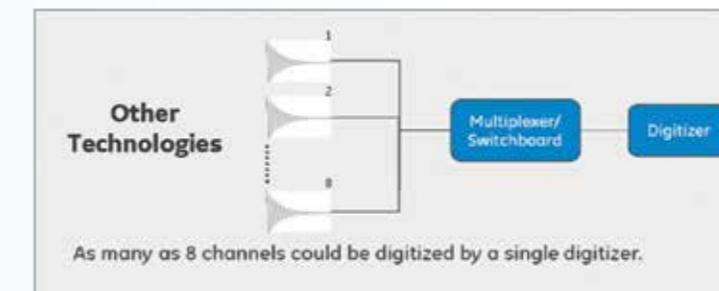 1
Other
Technologies
2
8
Multiplexer/
Switchboard
Digitizer
As many as 8 channels could be digitized by a single digitizer.